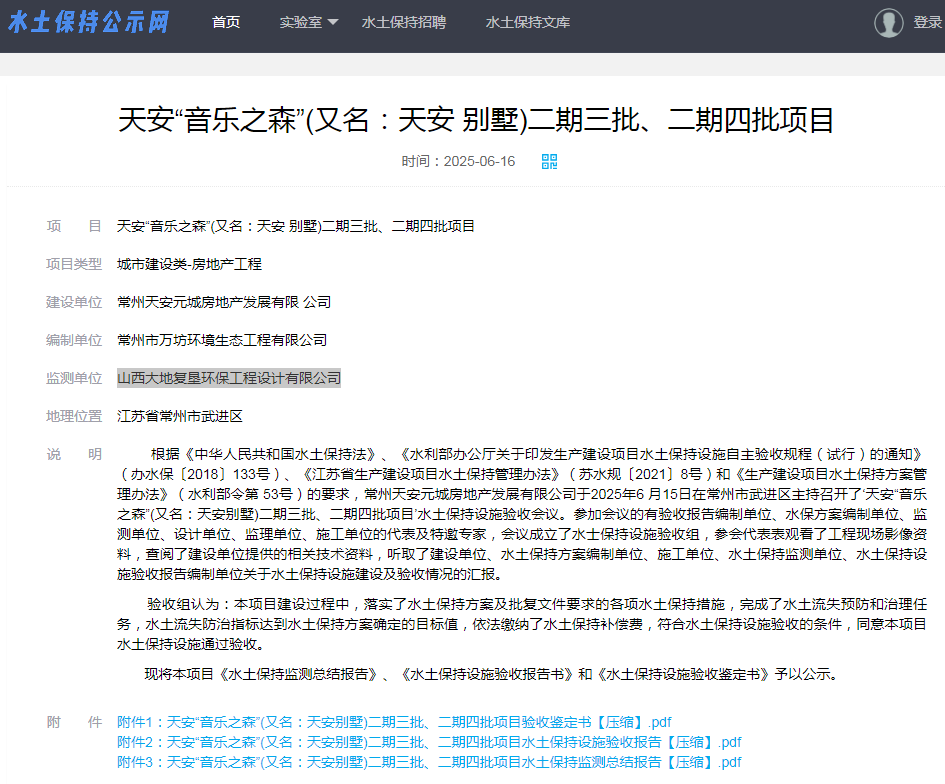 水土保持公示网 首页 实验室 水土保持招聘 水土保持文库 登录
天安“音乐之森”(又名：天安 别墅)二期三批、二期四批项目
时间：2025-06-16
项 目 天安“音乐之森”(又名：天安 别墅)二期三批、二期四批项目
项目类型 城市建设类-房地产工程
建设单位 常州天安元城房地产发展有限 公司
编制单位 常州市万坊环境生态工程有限公司
监测单位 山西大地复垦环保工程设计有限公司
地理位置 江苏省常州市武进区
说 明 根据《中华人民共和国水土保持法》、《水利部办公厅关于印发生产建设项目水土保持设施自主验收规程（试行）的通知》
（办水保〔2018〕133号）、《江苏省生产建设项目水土保持管理办法》（苏水规〔2021〕8号）和《生产建设项目水土保持方案管
理办法》（水利部令第 53号）的要求，常州天安元城房地产发展有限公司于2025年6 月15日在常州市武进区主持召开了‘天安“音乐
之森”(又名：天安别墅)二期三批、二期四批项目’水土保持设施验收会议。参加会议的有验收报告编制单位、水保方案编制单位、监
测单位、设计单位、监理单位、施工单位的代表及特邀专家，会议成立了水士保持设施验收组，参会代表表观看了工程现场影像资
料，查阅了建设单位提供的相关技术资料，听取了建设单位、水土保持方案编制单位、施工单位、水土保持监测单位、水土保持设
施验收报告编制单位关于水土保持设施建设及验收情况的汇报。
验收组认为：本项目建设过程中，落实了水土保持方案及批复文件要求的各项水土保持措施，完成了水土流失预防和治理任
务，水土流失防治指标达到水土保持方案确定的目标值，依法缴纳了水土保持补偿费，符合水土保持设施验收的条件，同意本项目
水土保持设施通过验收。
现将本项目《水土保持监测总结报告》、《水土保持设施验收报告书》和《水土保持设施验收鉴定书》予以公示。
附 件 附件1：天安“音乐之森”(又名：天安别墅)二期三批、二期四批项目验收鉴定书【压缩】.pdf
附件2：天安“音乐之森”(又名：天安别墅)二期三批、二期四批项目水土保持设施验收报告【压缩】.pdf
附件3：天安“音乐之森”(又名：天安别墅)二期三批、二期四批项目水土保持监测总结报告【压缩】.pdf